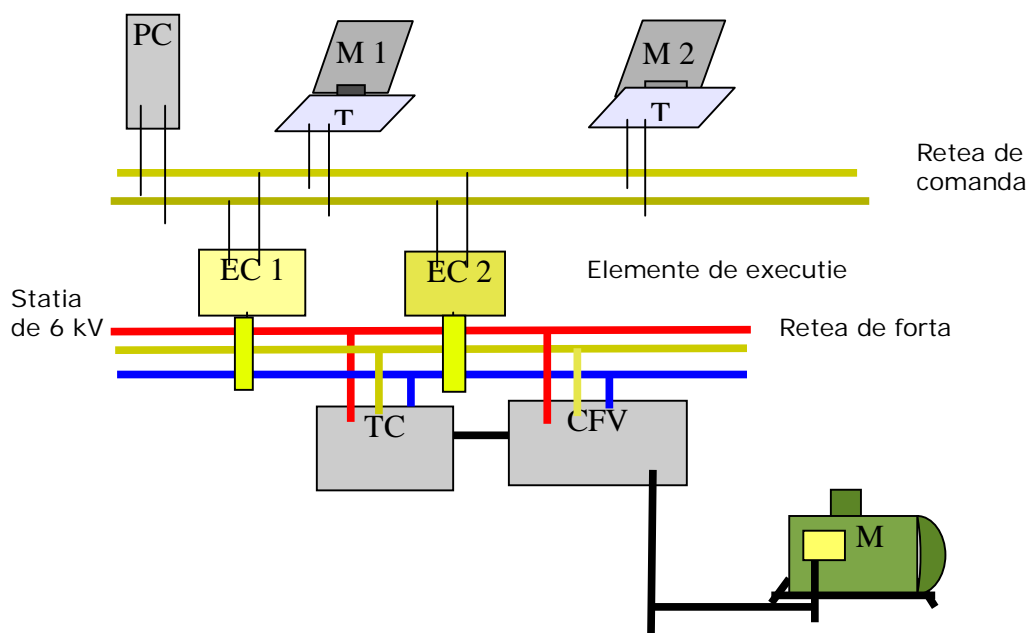 PC
M 1
M 2
T
T
Retea de
comanda
EC 1
EC 2
Elemente de executie
Statia
de 6 kV
Retea de forta
TC
CFV
M